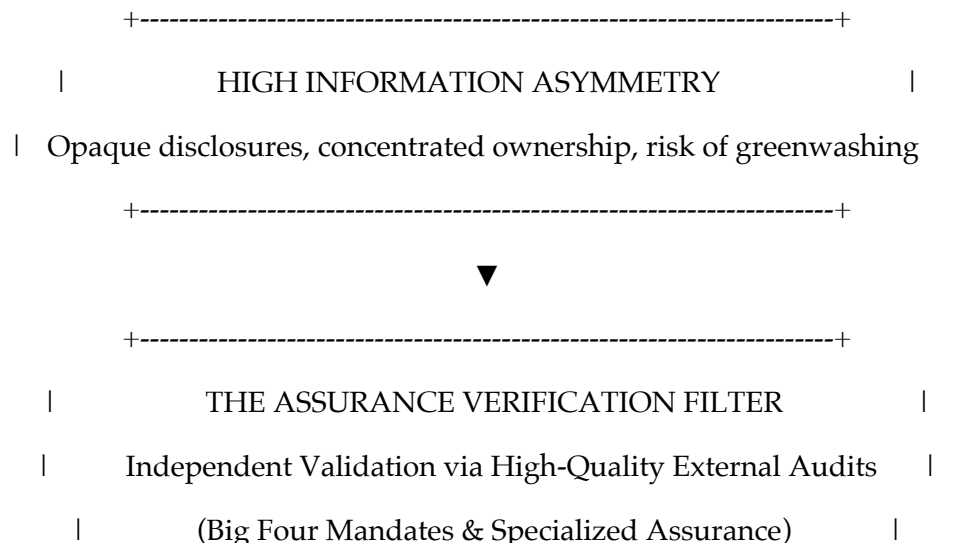 +-----------------------------------------------------------------------+
| HIGH INFORMATION ASYMMETRY |
| Opaque disclosures, concentrated ownership, risk of greenwashing
+-----------------------------------------------------------------------+
▼
+-----------------------------------------------------------------------+
| THE ASSURANCE VERIFICATION FILTER |
| Independent Validation via High-Quality External Audits |
| (Big Four Mandates & Specialized Assurance) |